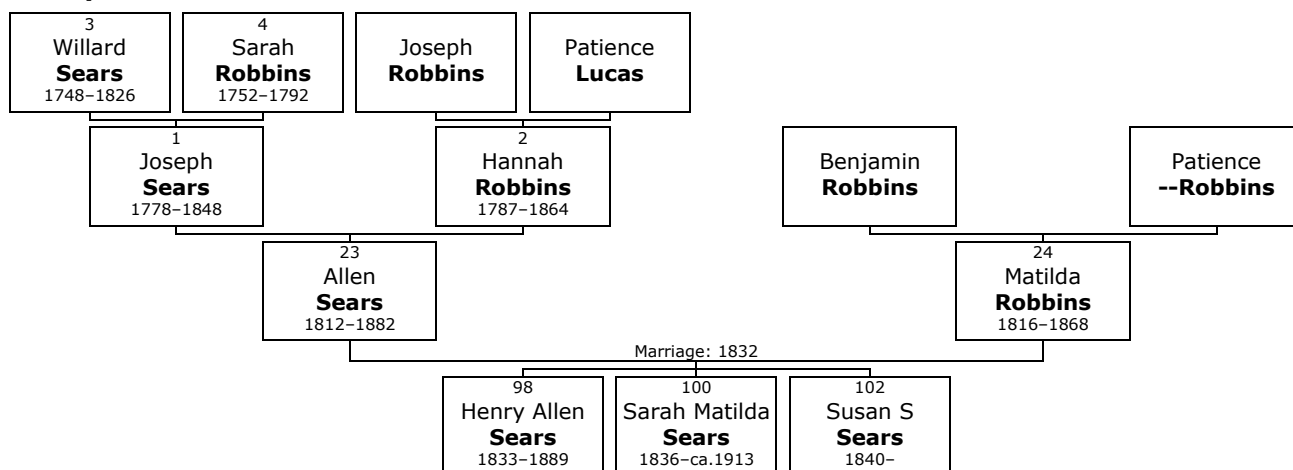 3
Willard
Sears
1748–1826
4
Sarah
Robbins
1752–1792
Joseph
Robbins
Patience
Lucas
1
Joseph
Sears
1778–1848
2
Hannah
Robbins
1787–1864
Benjamin
Robbins
Patience
--Robbins
23
Allen
Sears
1812–1882
24
Matilda
Robbins
1816–1868
Marriage: 1832
98
Henry Allen
Sears
1833–1889
100
Sarah Matilda
Sears
1836–ca.1913
102
Susan S
Sears
1840–